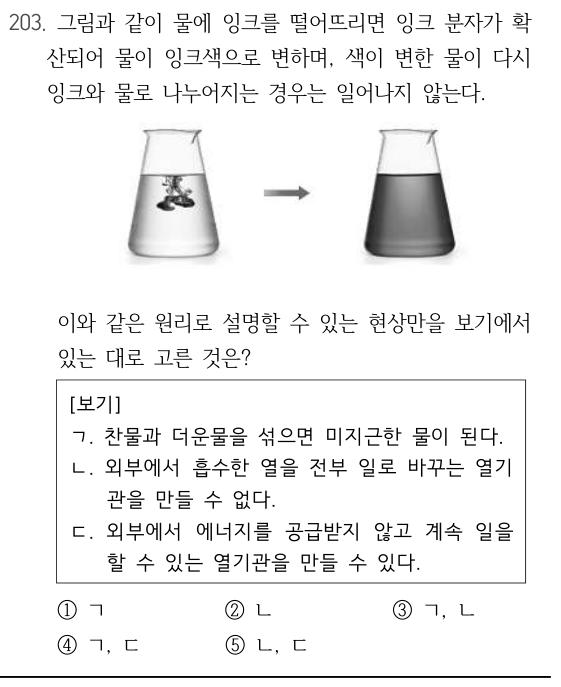 203. 그림과 같이 물에 잉크를 떨어뜨리면 잉크 분자가 확
산되어 물이 잉크색으로 변하며, 색이 변한 물이 다시
잉크와 물로 나누어지는 경우는 일어나지 않는다.
이와 같은 원리로 설명할 수 있는 현상만을 보기에서
있는 대로 고른 것은?
[보기]
ㄱ. 찬물과 더운물을 섞으면 미지근한 물이 된다.
ㄴ. 외부에서 흡수한 열을 전부 일로 바꾸는 열기
관을 만들 수 없다.
ㄷ. 외부에서 에너지를 공급받지 않고 계속 일을
할 수 있는 열기관을 만들 수 있다.
① ㄱ ② ㄴ ③ ㄱ, ㄴ
④ ㄱ, ㄷ ⑤ ㄴ, ㄷ